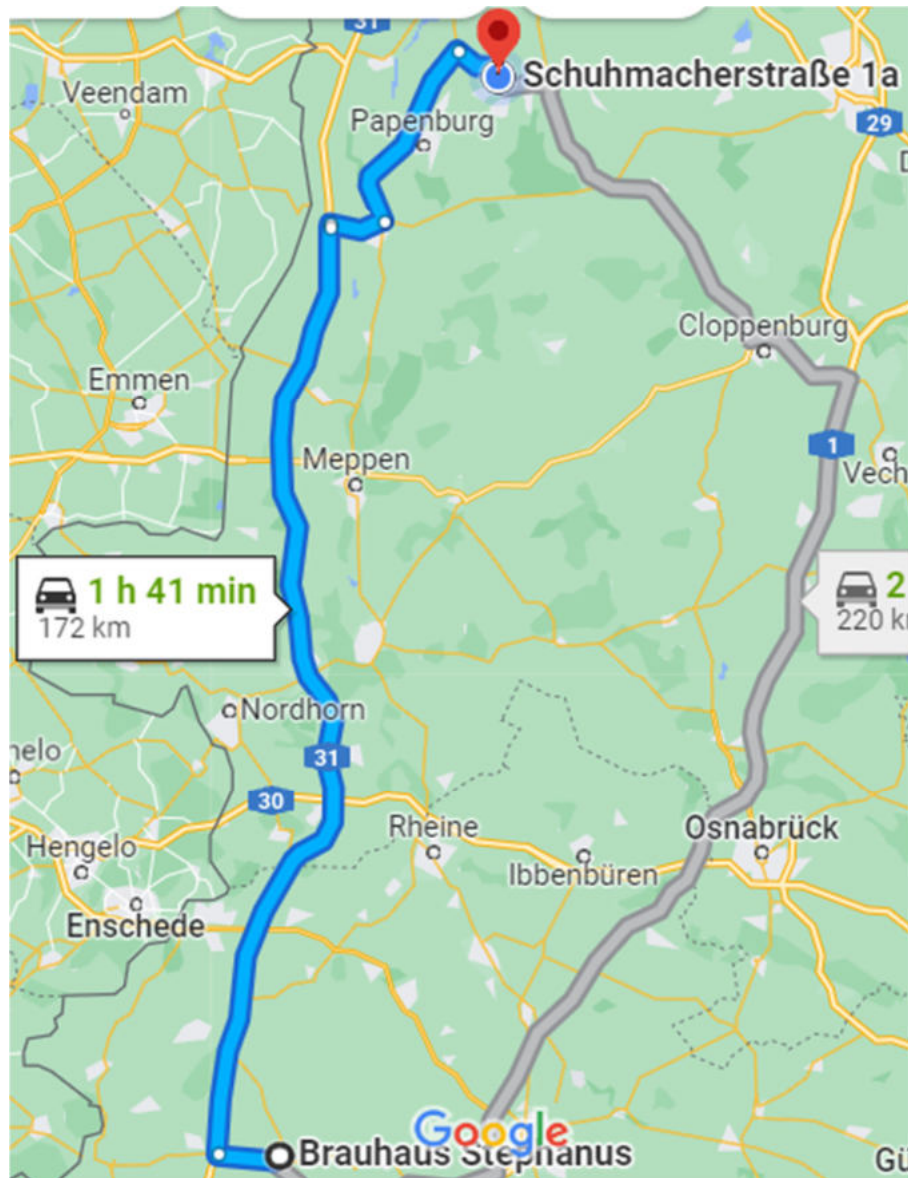 31
Schuhmacherstraße 1a
Veendam
Papenburg
29
Cloppenburg
Emmen
1
Meppen
Vech
1 h 41 min
172 km
2
220 k
Nordhorn
31
30
Rheine
Osnabrück
Hengelo
Ibbenbüren
Enschede
Google
Brauhaus Stephanus
Gü